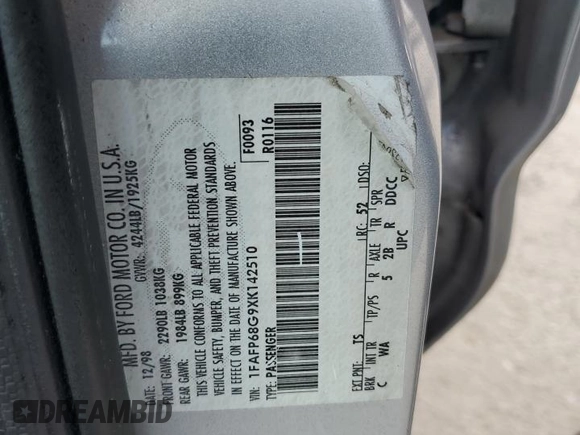 MFD. BY FORD MOTOR CO. IN U.S.A.
12/98 GVWR: 4244LB/1925KG
FRONT GAWR: 2290LB 1038KG
REAR GAWR: 1984LB 899KG
THIS VEHICLE CONFORMS TO ALL APPLICABLE FEDERAL MOTOR
VEHICLE SAFETY, BUMPER, AND THEFT PREVENTION STANDARDS
IN EFFECT ON THE DATE OF MANUFACTURE SHOWN ABOVE.
VIN: 1FAFP68G9XK142510
TYPE: PASSENGER
F0093
R0116
EXT PNT: TS RC: 52 DSO:
BRK INT TR TP/PS R AXLE TR SPR
C WA 5 2B R DDCC
UPC
DREAMBID